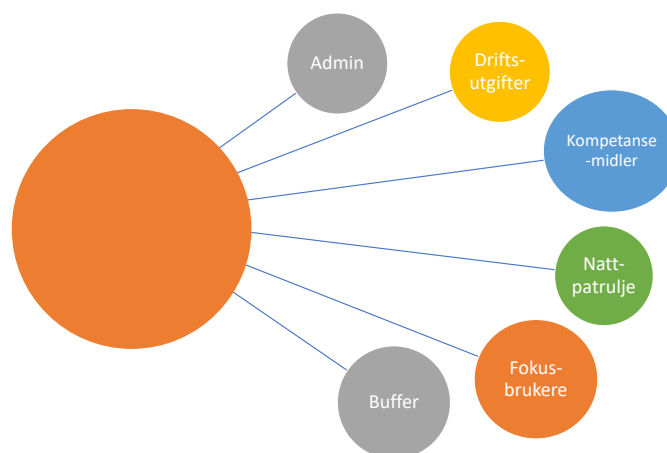 Admin
Drifts-
utgifter
Kompetanse
-midler
Natt-
patrulje
Fokus-
brukere
Buffer